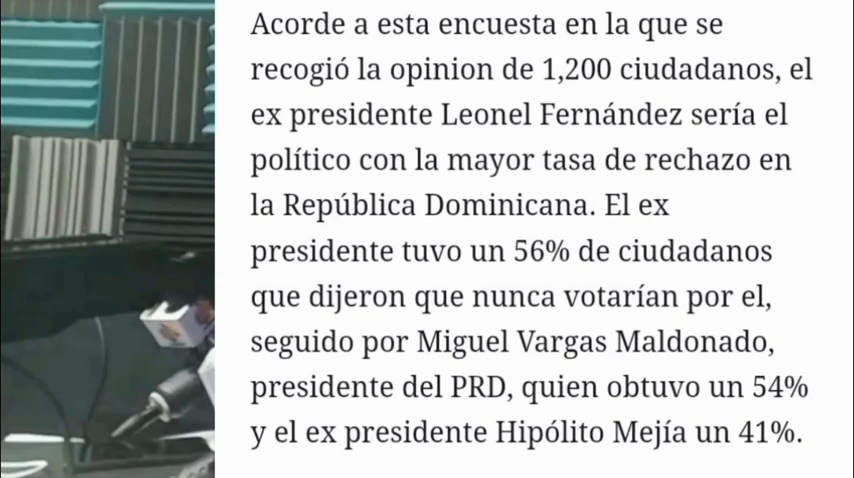 Acorde a esta encuesta en la que se
recogió la opinion de 1,200 ciudadanos, el
ex presidente Leonel Fernández sería el
político con la mayor tasa de rechazo en
la República Dominicana. El ex
presidente tuvo un 56% de ciudadanos
que dijeron que nunca votarían por el,
seguido por Miguel Vargas Maldonado,
presidente del PRD, quien obtuvo un 54%
y el ex presidente Hipólito Mejía un 41%.